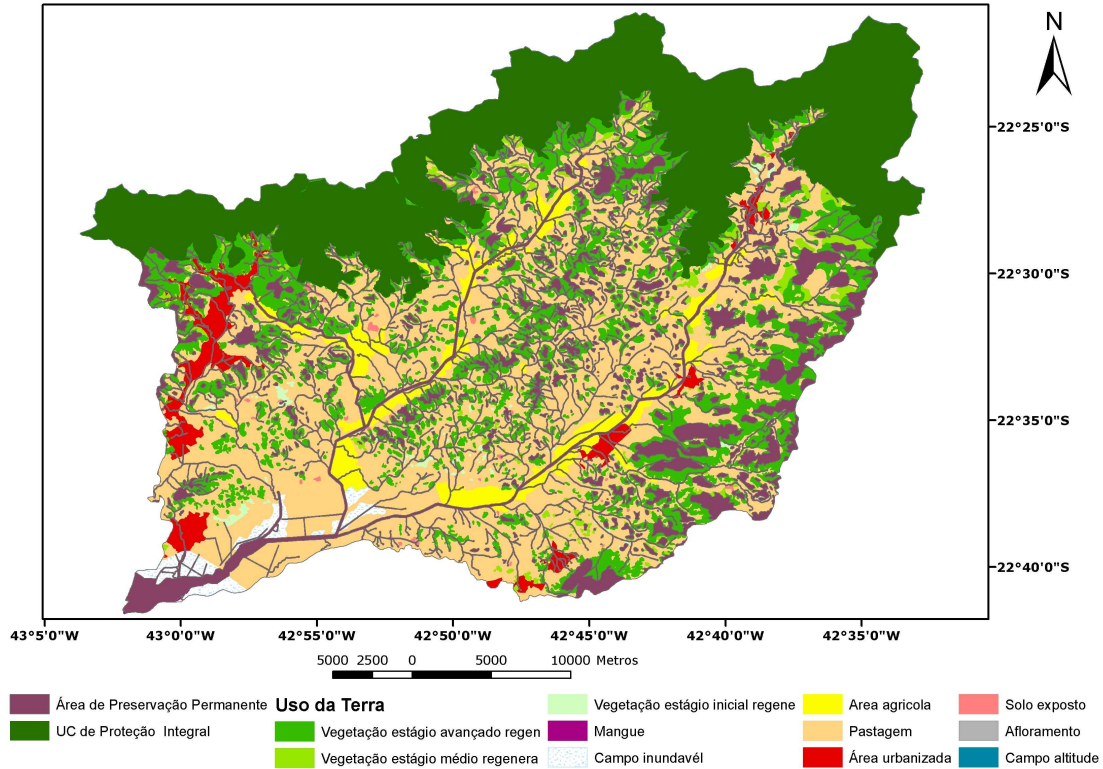 N
22°25'0"S
22°30'0"S
22°35'0"S
22°40'0"S
43°5'0"W
43°0'0"W
42°55'0"W
42°50'0"W
42°45'0"W
42°40'0"W
42°35'0"W
5000 2500 0 5000 10000 Metros
Área de Preservação Permanente
UC de Proteção Integral
Uso da Terra
Vegetação estágio avançado regen
Vegetação estágio médio regenera
Vegetação estágio inicial regene
Mangue
Campo inundavél
Area agricola
Pastagem
Área urbanizada
Solo exposto
Afloramento
Campo altitude